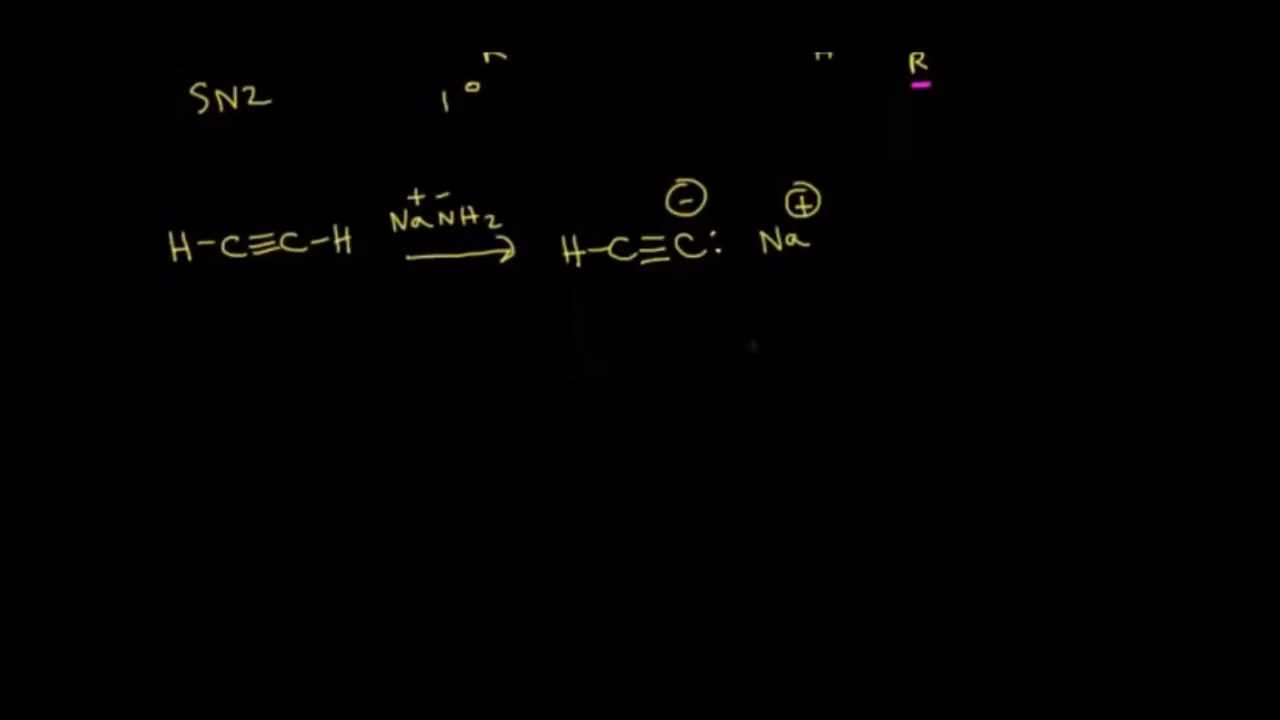 R
SN2 1°
+ - ⊖ ⊕
H-C≡C-H NaNH2 → H-C≡C: Na